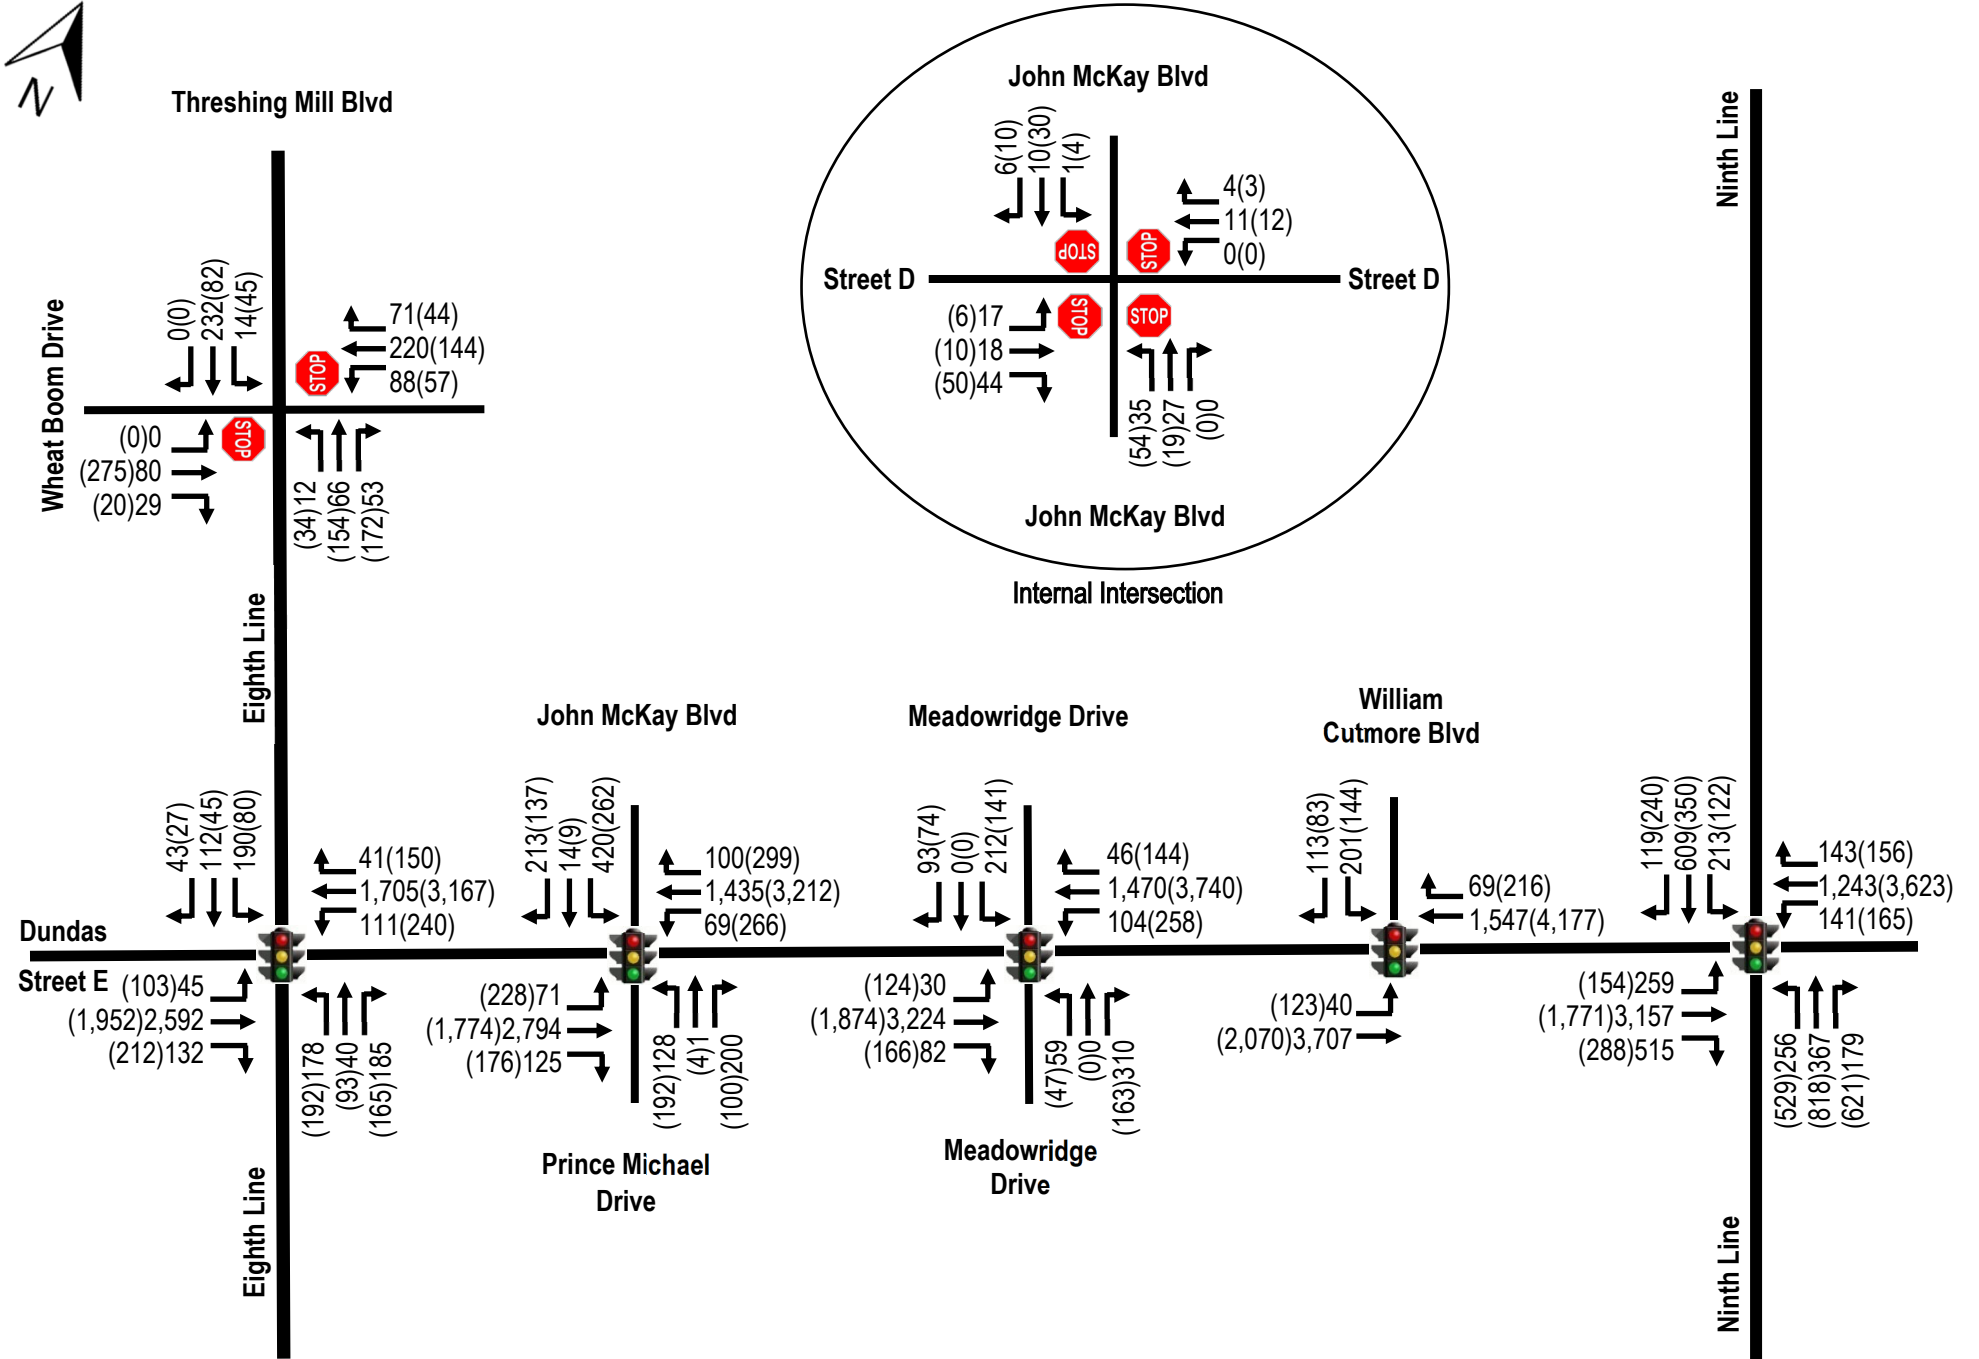 N
Threshing Mill Blvd
John McKay Blvd
6(10)
10(30)
1(4)
4(3)
11(12)
0(0)
STOP
STOP
STOP
STOP
Street D
Street D
(6)17
(10)18
(50)44
(54)35
(19)27
(0)0
John McKay Blvd
Internal Intersection
Ninth Line
Wheat Boom Drive
0(0)
232(82)
14(45)
71(44)
220(144)
88(57)
STOP
STOP
(0)0
(275)80
(20)29
(34)12
(154)66
(172)53
Eighth Line
John McKay Blvd
Meadowridge Drive
William
Cutmore Blvd
43(27)
112(45)
190(80)
41(150)
1,705(3,167)
111(240)
213(137)
14(9)
420(262)
100(299)
1,435(3,212)
69(266)
93(74)
0(0)
212(141)
46(144)
1,470(3,740)
104(258)
113(83)
201(144)
69(216)
1,547(4,177)
119(240)
609(350)
213(122)
143(156)
1,243(3,623)
141(165)
Dundas
Street E
(103)45
(1,952)2,592
(212)132
(192)178
(93)40
(165)185
(228)71
(1,774)2,794
(176)125
(192)128
(4)1
(100)200
(124)30
(1,874)3,224
(166)82
(47)59
(0)0
(163)310
(123)40
(2,070)3,707
(154)259
(1,771)3,157
(288)515
(529)256
(818)367
(621)179
Eighth Line
Prince Michael
Drive
Meadowridge
Drive
Ninth Line